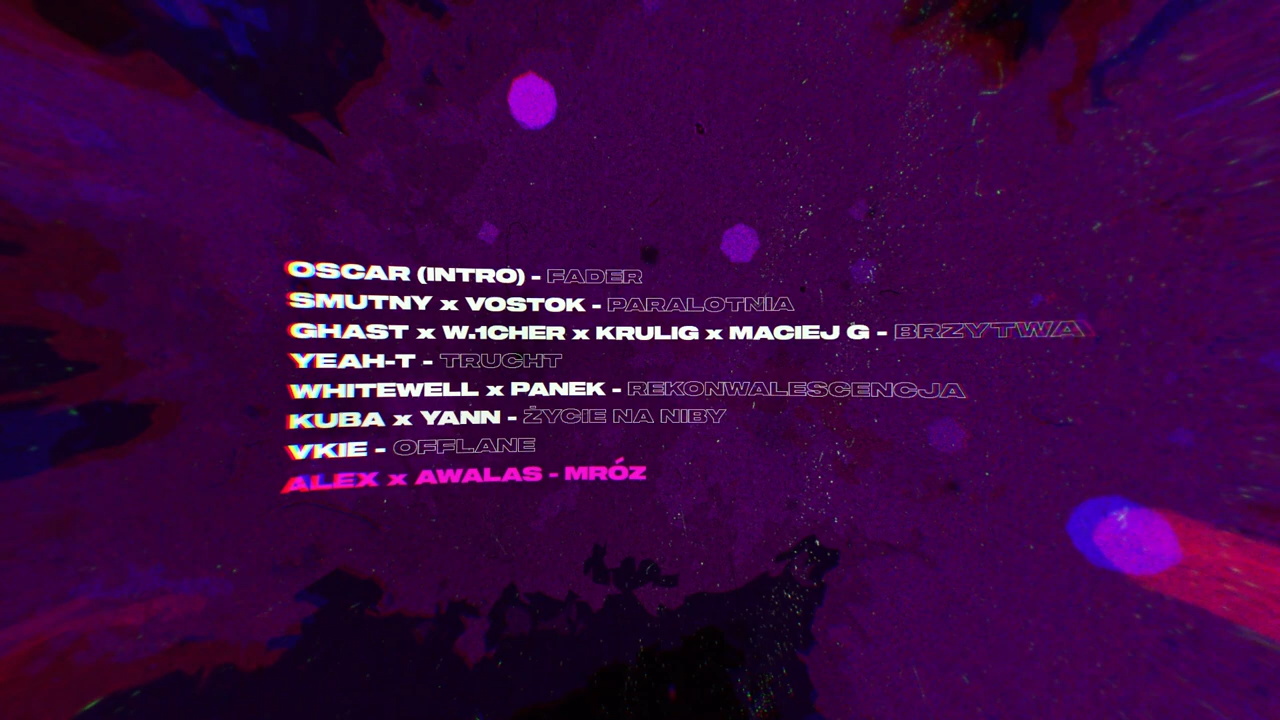 OSCAR (INTRO) - FADER
SMUTNY x VOSTOK - PARALOTNIA
GHAST x W.1CHER x KRULIG x MACIEJ G - BRZYTWA
YEAH-T - TRUCHT
WHITEWELL x PANEK - REKONWALESCENCJA
KUBA x YANN - ŻYCIE NA NIBY
VKIE - OFFLANE
ALEX x AWALAS - MRÓZ